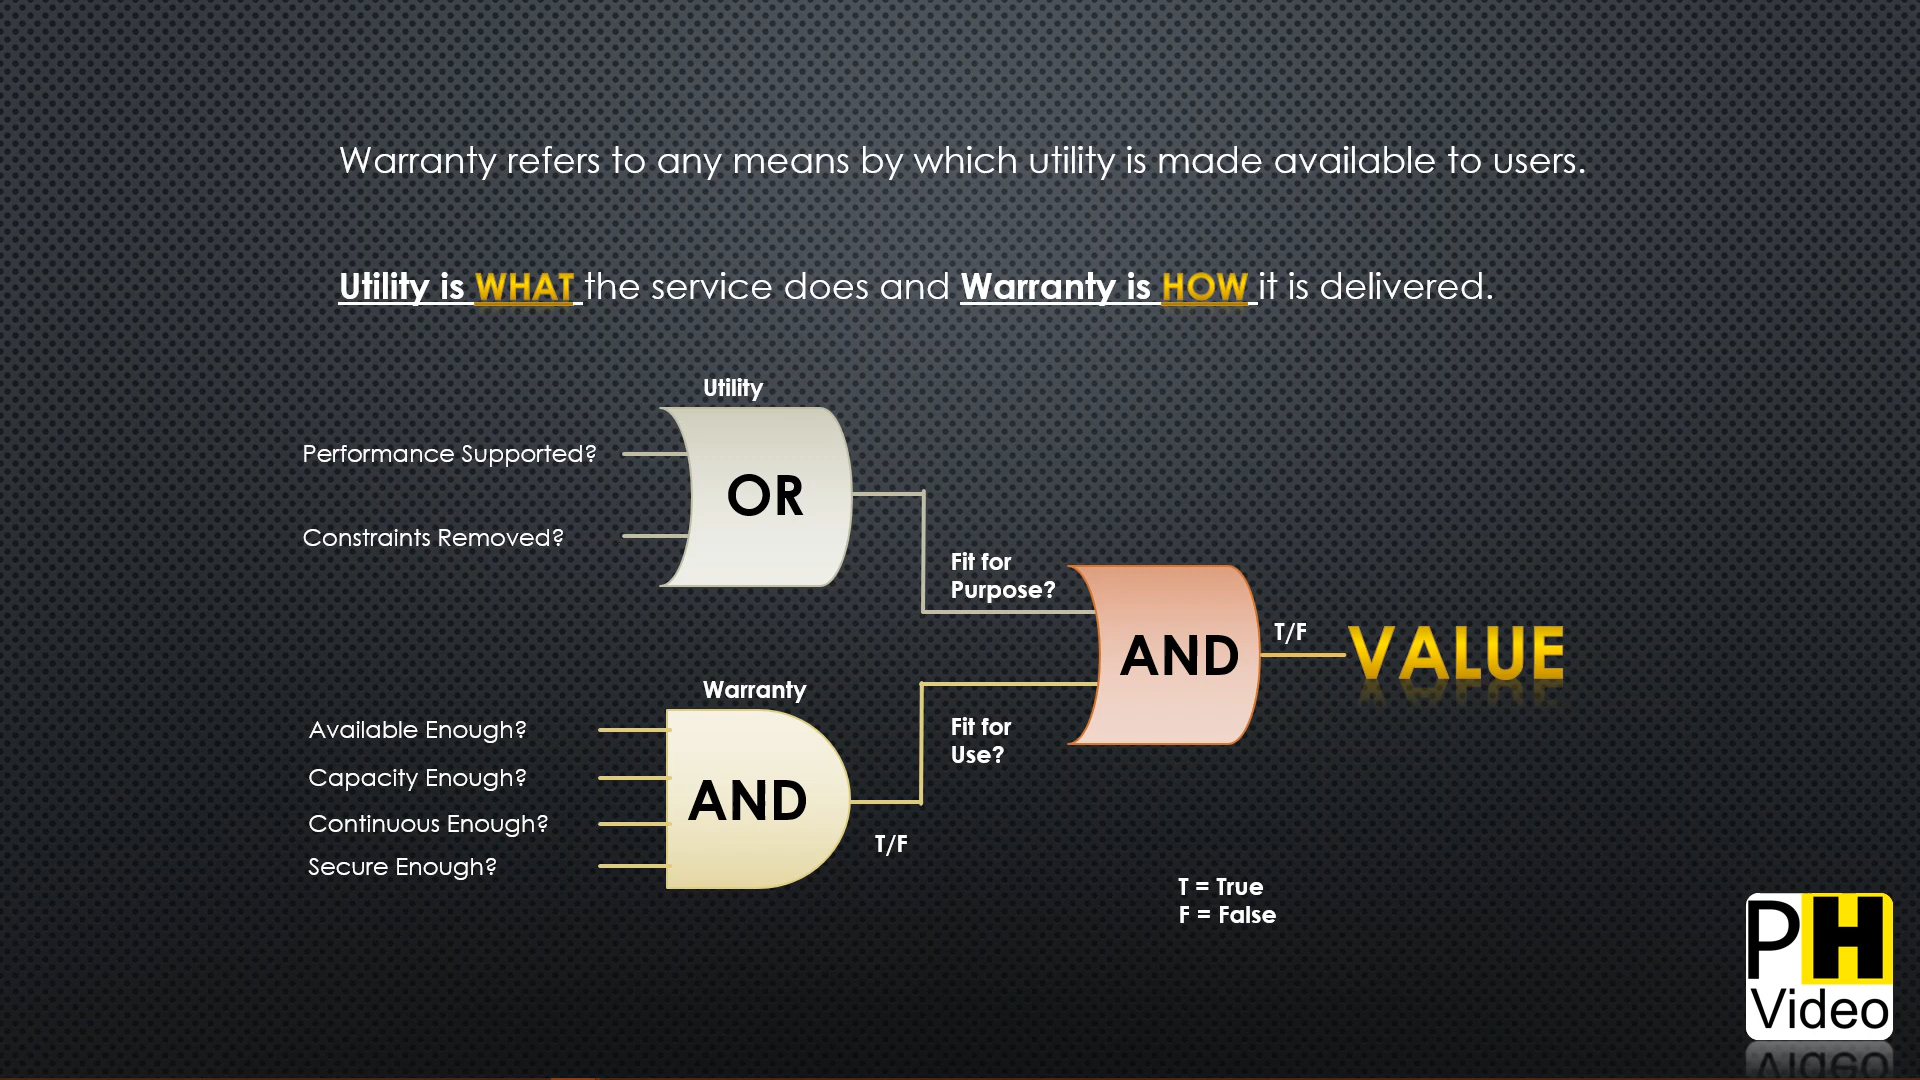 Warranty refers to any means by which utility is made available to users.
Utility is WHAT the service does and Warranty is HOW it is delivered.
Utility
Performance Supported?
OR
Constraints Removed?
Fit for
Purpose?
AND
T/F
VALUE
Warranty
Available Enough?
Fit for
Use?
Capacity Enough?
AND
Continuous Enough?
T/F
Secure Enough?
T = True
F = False
PH
Video